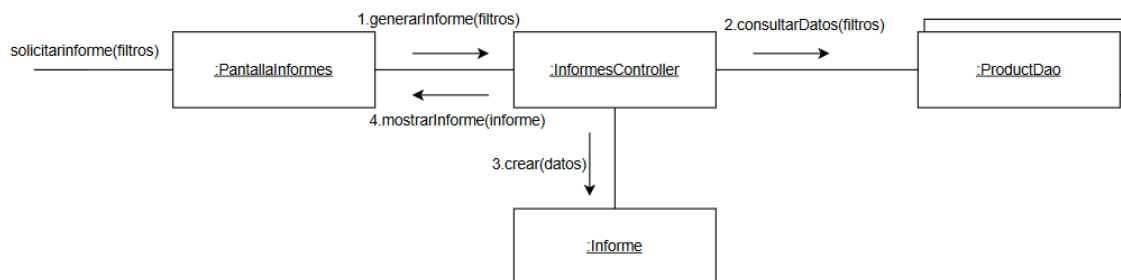 1.generarInforme(filtros)
2.consultarDatos(filtros)
solicitarinforme(filtros)
:PantallaInformes
:InformesController
:ProductDao
4.mostrarInforme(informe)
3.crear(datos)
:Informe